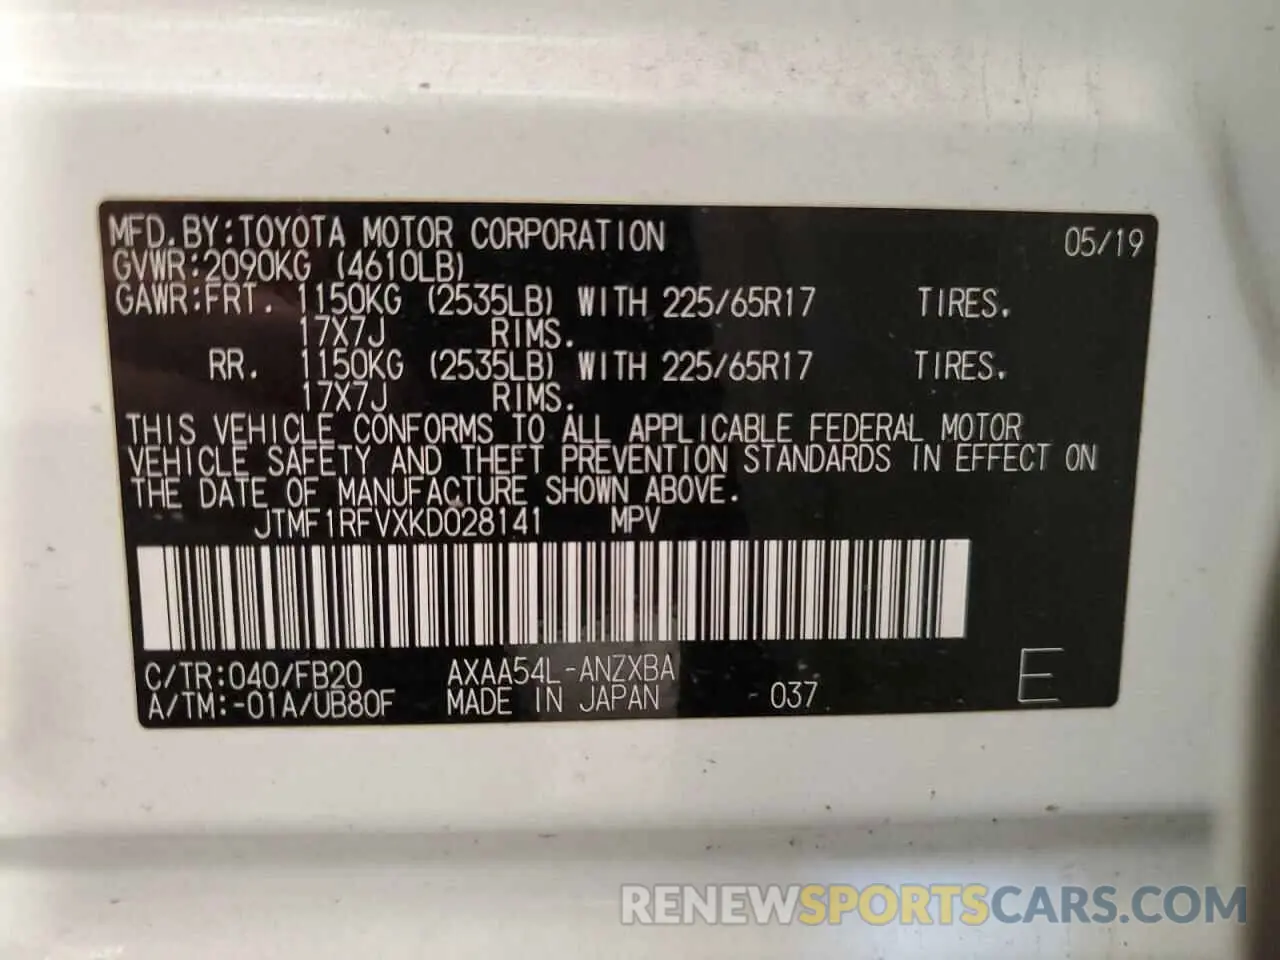 MFD. BY: TOYOTA MOTOR CORPORATION 05/19
GVWR: 2090KG (4610LB)
GAWR: FRT. 1150KG (2535LB) WITH 225/65R17 TIRES.
17X7J RIMS.
RR. 1150KG (2535LB) WITH 225/65R17 TIRES.
17X7J RIMS.
THIS VEHICLE CONFORMS TO ALL APPLICABLE FEDERAL MOTOR
VEHICLE SAFETY AND THEFT PREVENTION STANDARDS IN EFFECT ON
THE DATE OF MANUFACTURE SHOWN ABOVE.
JTMF1RFVXKD028141 MPV
C/TR: 040/FB20 AXAA54L-ANZXBA
A/TM: -01A/UB80F MADE IN JAPAN - 037 E
RENEWSPORTSCARS.COM